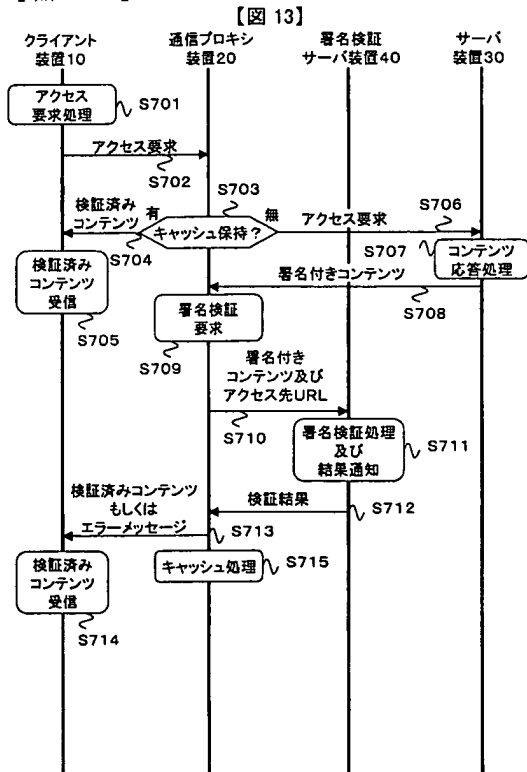 【図 13】
クライアント
装置10
通信プロキシ
装置20
署名検証
サーバ装置40
サーバ
装置30
アクセス
要求処理
S701
アクセス要求
S702
S703
検証済み
コンテンツ
有
キャッシュ保持？
無
アクセス要求
S706
S704
S707
コンテンツ
応答処理
検証済み
コンテンツ
受信
S705
署名付きコンテンツ
S708
署名検証
要求
S709
署名付き
コンテンツ及び
アクセス先URL
S710
署名検証処理
及び
結果通知
S711
検証結果
S712
検証済みコンテンツ
もしくは
エラーメッセージ
S713
検証済み
コンテンツ
受信
S714
キャッシュ処理
S715